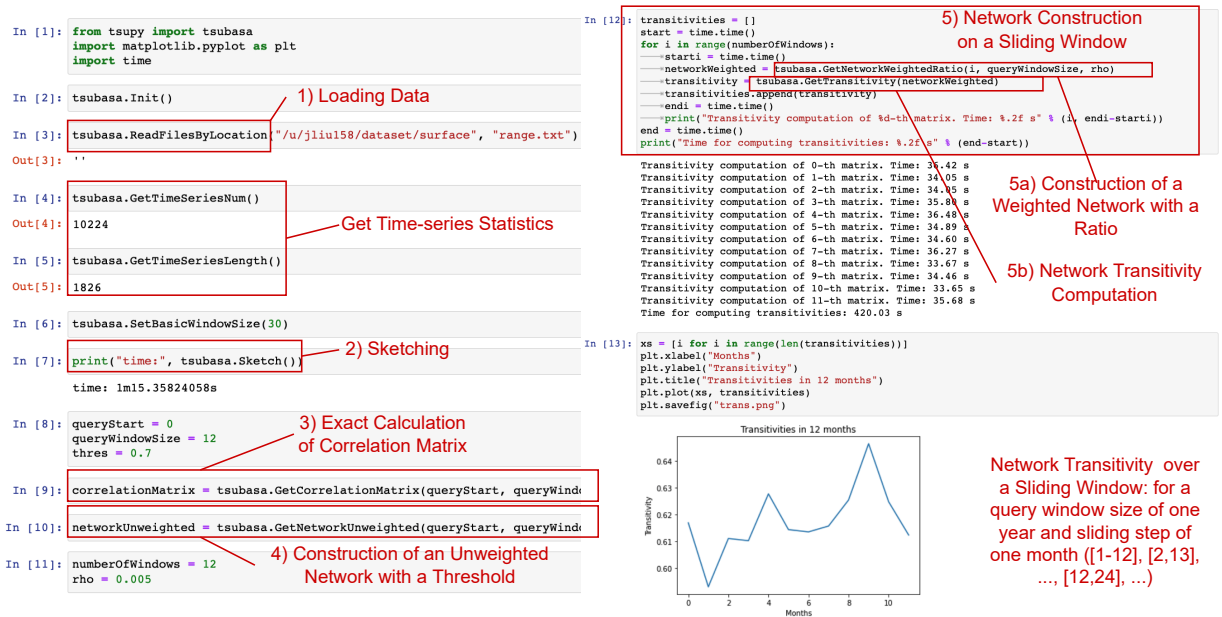 In [1]:
from tsupy import tsubasa
import matplotlib.pyplot as plt
import time
In [2]:
tsubasa.Init()
1) Loading Data
In [3]:
tsubasa.ReadFilesByLocation("/u/jliu158/dataset/surface", "range.txt")
Out[3]:
''
In [4]:
tsubasa.GetTimeSeriesNum()
Out[4]:
10224
Get Time-series Statistics
In [5]:
tsubasa.GetTimeSeriesLength()
Out[5]:
1826
In [6]:
tsubasa.SetBasicWindowSize(30)
2) Sketching
In [7]:
print("time:", tsubasa.Sketch())
time: 1m15.35824058s
In [8]:
queryStart = 0
queryWindowSize = 12
thres = 0.7
3) Exact Calculation
of Correlation Matrix
In [9]:
correlationMatrix = tsubasa.GetCorrelationMatrix(queryStart, queryWind
In [10]:
networkUnweighted = tsubasa.GetNetworkUnweighted(queryStart, queryWind
4) Construction of an Unweighted
Network with a Threshold
In [11]:
numberOfWindows = 12
rho = 0.005
In [12]:
transitivities = []
start = time.time()
for i in range(numberOfWindows):
starti = time.time()
networkWeighted = tsubasa.GetNetworkWeightedRatio(i, queryWindowSize, rho)
transitivity = tsubasa.GetTransitivity(networkWeighted)
transitivities.append(transitivity)
endi = time.time()
print("Transitivity computation of %d-th matrix. Time: %.2f s" % (i, endi-starti))
end = time.time()
print("Time for computing transitivities: %.2f s" % (end-start))
5) Network Construction
on a Sliding Window
Transitivity computation of 0-th matrix. Time: 36.42 s
Transitivity computation of 1-th matrix. Time: 34.05 s
Transitivity computation of 2-th matrix. Time: 34.05 s
Transitivity computation of 3-th matrix. Time: 35.80 s
Transitivity computation of 4-th matrix. Time: 36.48 s
Transitivity computation of 5-th matrix. Time: 34.89 s
Transitivity computation of 6-th matrix. Time: 34.60 s
Transitivity computation of 7-th matrix. Time: 36.27 s
Transitivity computation of 8-th matrix. Time: 33.67 s
Transitivity computation of 9-th matrix. Time: 34.46 s
Transitivity computation of 10-th matrix. Time: 33.65 s
Transitivity computation of 11-th matrix. Time: 35.68 s
Time for computing transitivities: 420.03 s
5a) Construction of a
Weighted Network with a
Ratio
5b) Network Transitivity
Computation
In [13]:
xs = [i for i in range(len(transitivities))]
plt.xlabel("Months")
plt.ylabel("Transitivity")
plt.title("Transitivities in 12 months")
plt.plot(xs, transitivities)
plt.savefig("trans.png")
Transitivities in 12 months
0.64
0.63
0.62
0.61
0.60
Transitivity
0 2 4 6 8 10
Months
Network Transitivity over
a Sliding Window: for a
query window size of one
year and sliding step of
one month ([1-12], [2,13],
..., [12,24], ...)